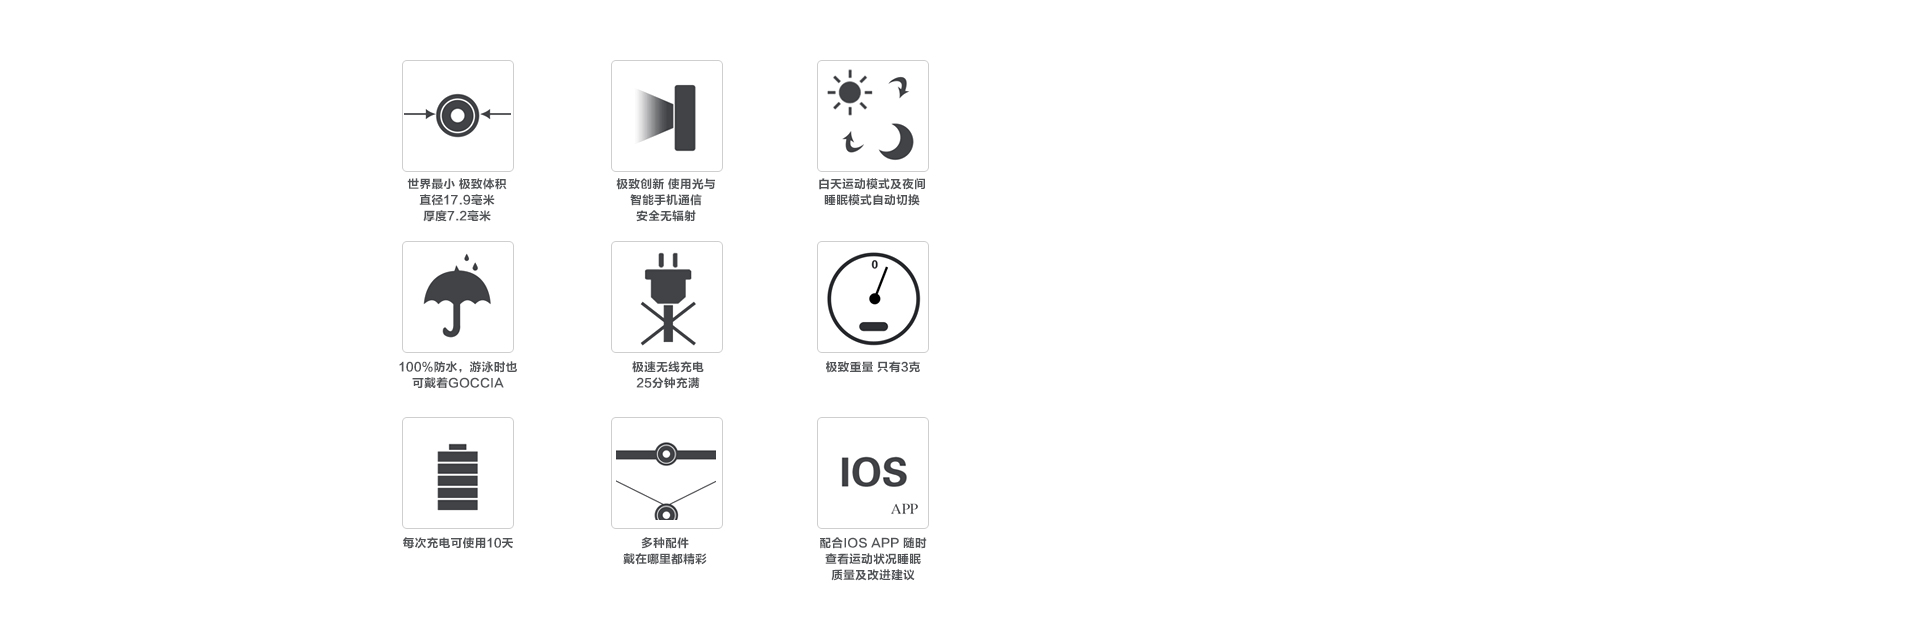 世界最小 极致体积
直径17.9毫米
厚度7.2毫米
极致创新 使用光与
智能手机通信
安全无辐射
白天运动模式及夜间
睡眠模式自动切换
100%防水，游泳时也
可戴着GOCCIA
极速无线充电
25分钟充满
0
极致重量 只有3克
每次充电可使用10天
多种配件
戴在哪里都精彩
IOS
APP
配合IOS APP 随时
查看运动状况睡眠
质量及改进建议